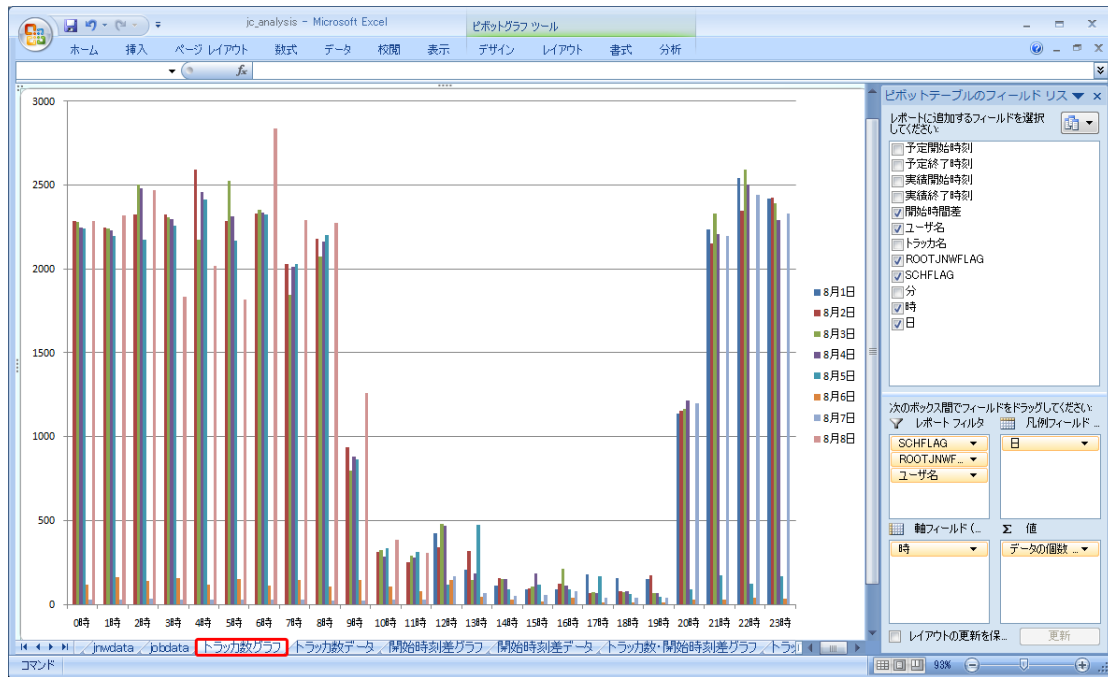 jc_analysis - Microsoft Excel
ピボットグラフ ツール
ホーム 挿入 ページ レイアウト 数式 データ 校閲 表示 デザイン レイアウト 書式 分析
fx
ピボットテーブルのフィールド リスト
レポートに追加するフィールドを選択
してください:
予定開始時刻
予定終了時刻
実績開始時刻
実績終了時刻
開始時間差
ユーザ名
トラッカ名
ROOTJNWFLAG
SCHFLAG
分
時
日
3000
2500
2000
1500
1000
500
0
0時 1時 2時 3時 4時 5時 6時 7時 8時 9時 10時 11時 12時 13時 14時 15時 16時 17時 18時 19時 20時 21時 22時 23時
8月1日
8月2日
8月3日
8月4日
8月5日
8月6日
8月7日
8月8日
次のボックス間でフィールドをドラッグしてください:
レポート フィルタ 凡例フィールド ...
SCHFLAG 日
ROOTJNWF...
ユーザ名
軸フィールド (... Σ 値
時 データの個数 ...
レイアウトの更新を保... 更新
jnwdata jobdata トラッカ数グラフ トラッカ数データ 開始時刻差グラフ 開始時刻差データ トラッカ数・開始時刻差グラフ トラッ
コマンド 93%